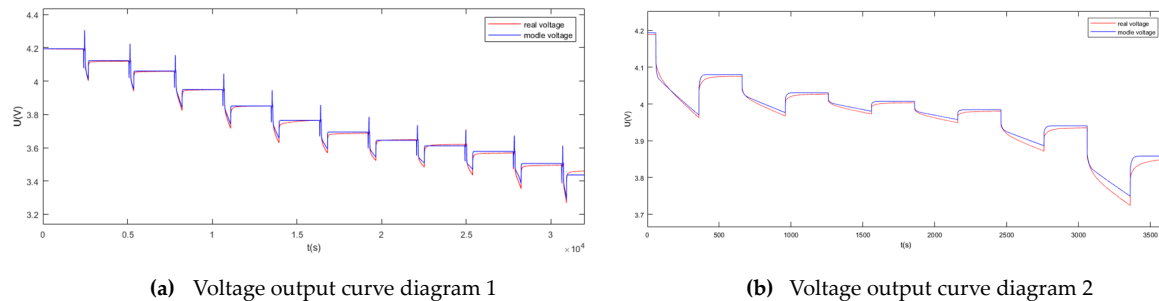 4.4
4.2
4
3.8
3.6
3.4
3.2
U(V)
0
0.5
1
1.5
2
2.5
3
t(s)
×10⁴
real voltage
modle voltage
4.2
4.1
4
3.9
3.8
3.7
U(V)
0
500
1000
1500
2000
2500
3000
3500
t(s)
real voltage
modle voltage
(a) Voltage output curve diagram 1
(b) Voltage output curve diagram 2